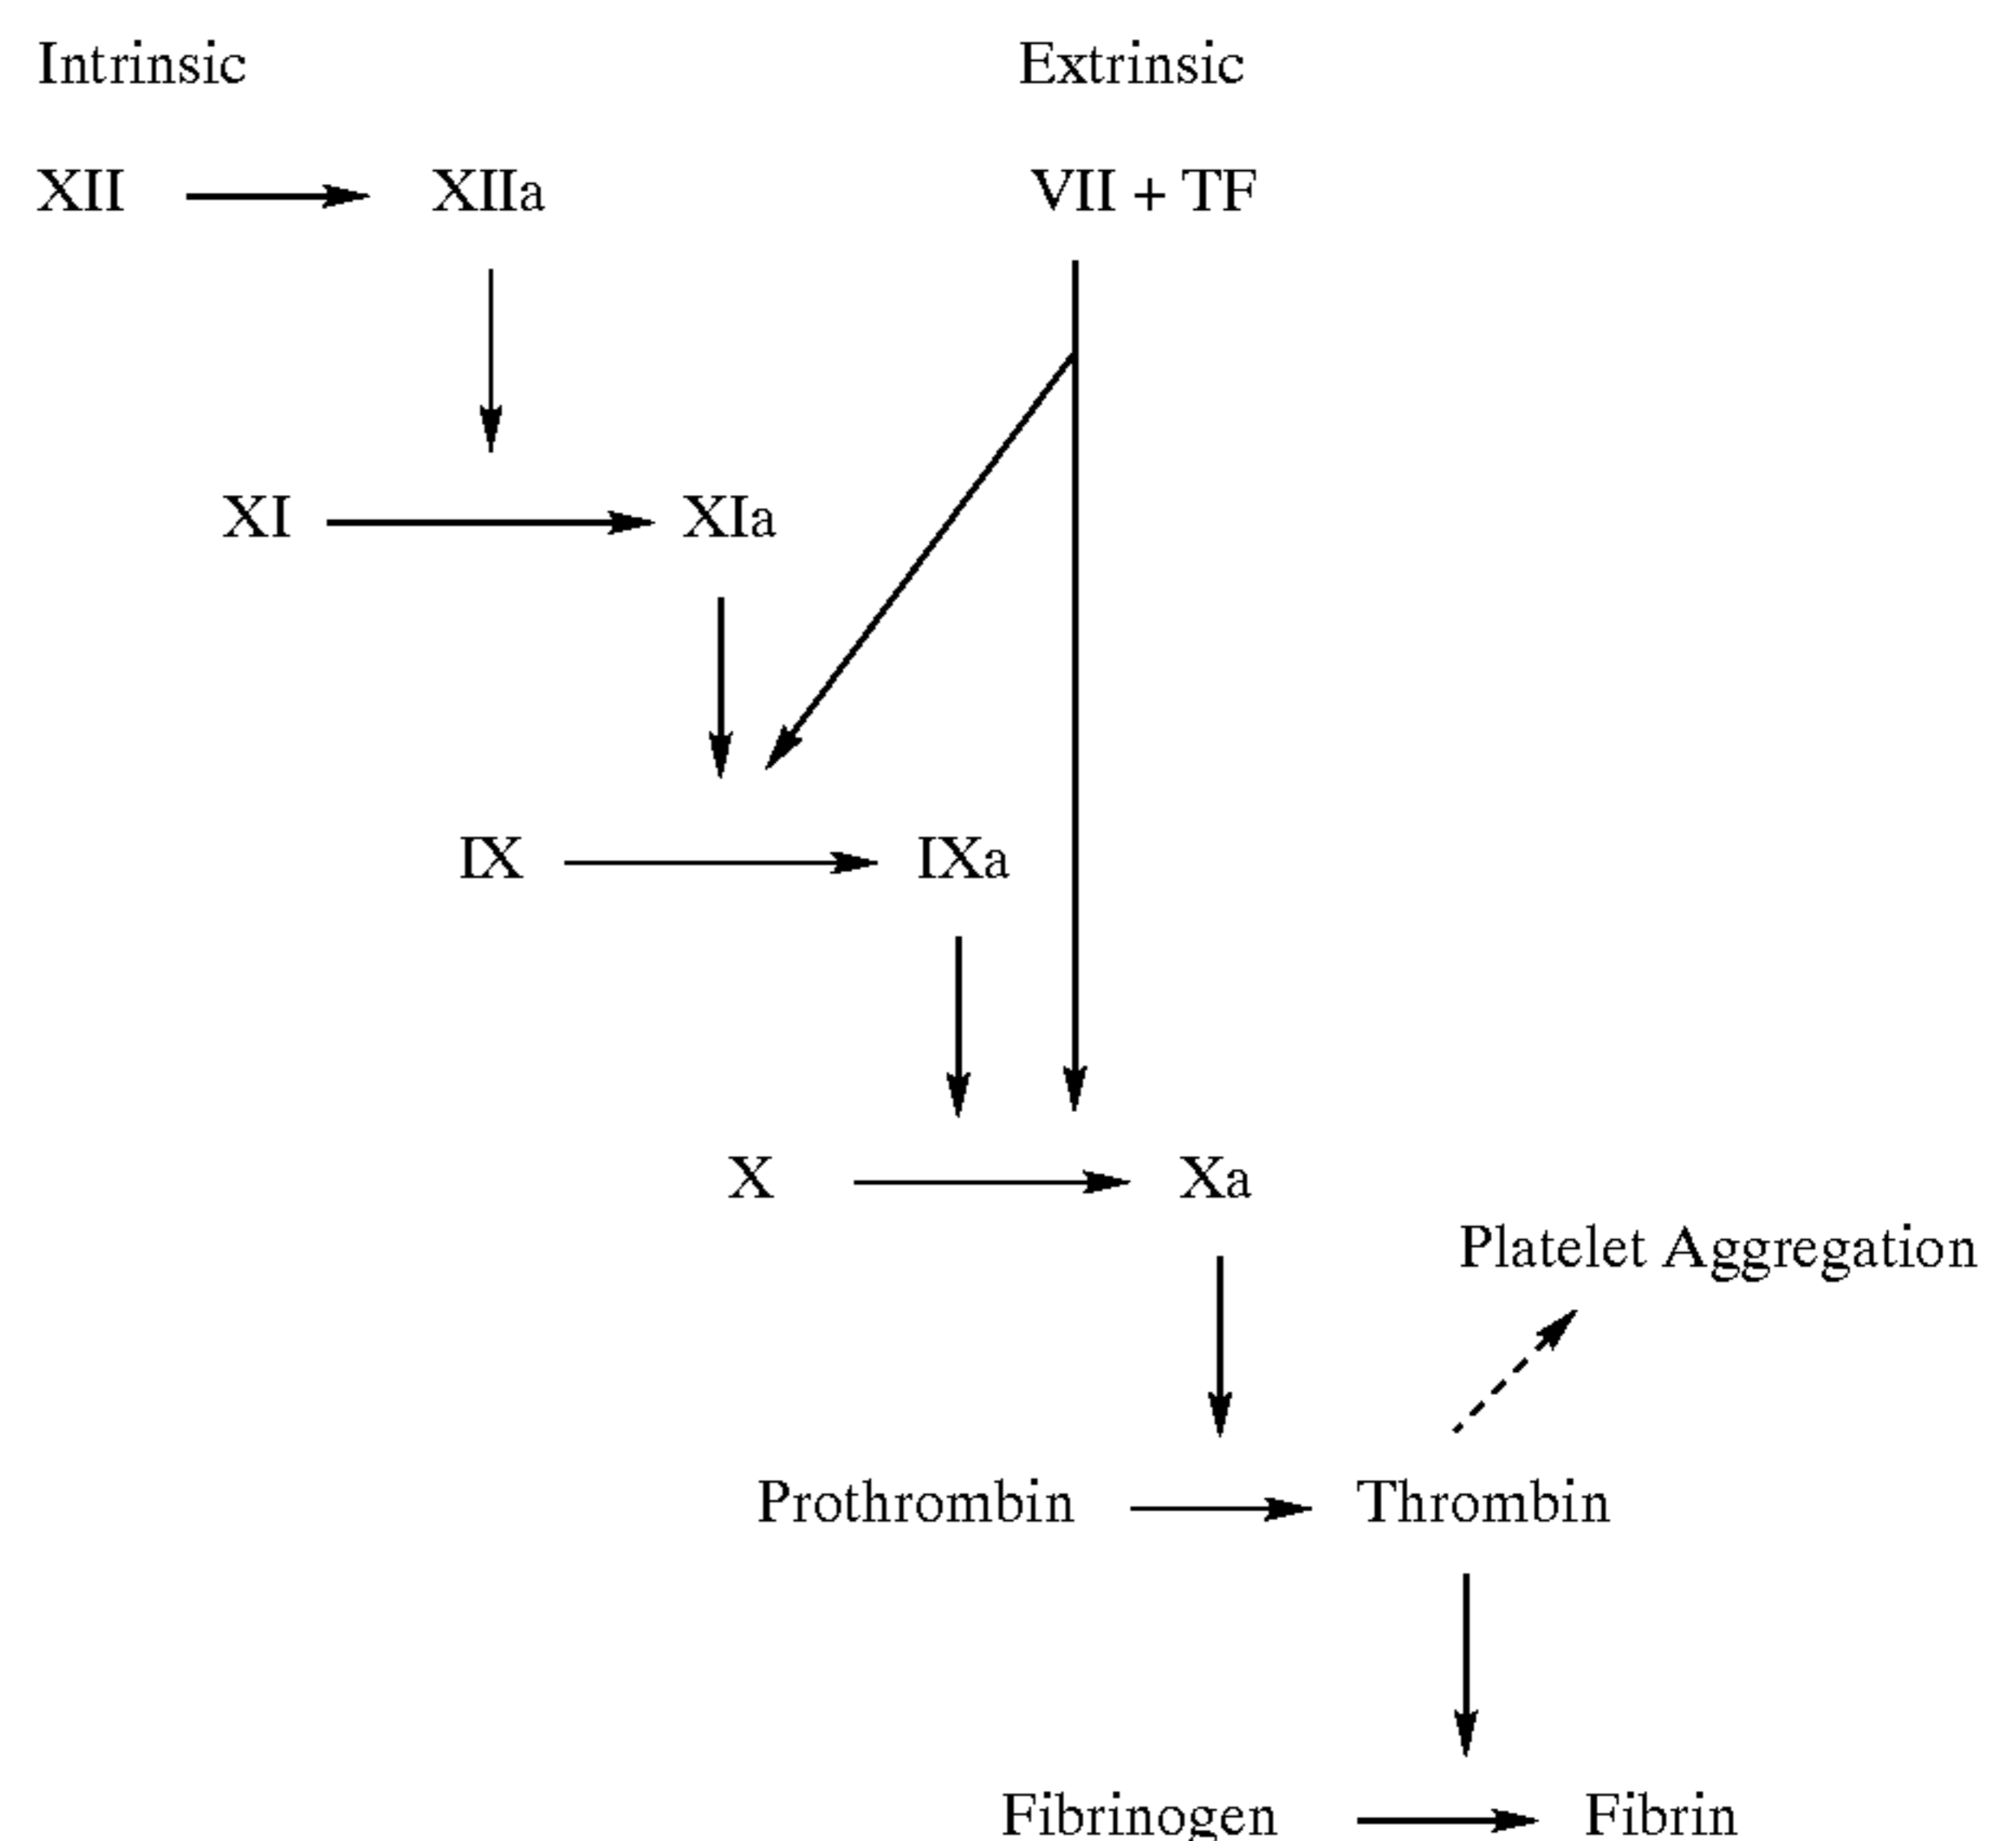 Intrinsic Extrinsic
XII XIIa VII + TF
XI XIa
IX IXa
X Xa
Platelet Aggregation
Prothrombin Thrombin
Fibrinogen Fibrin